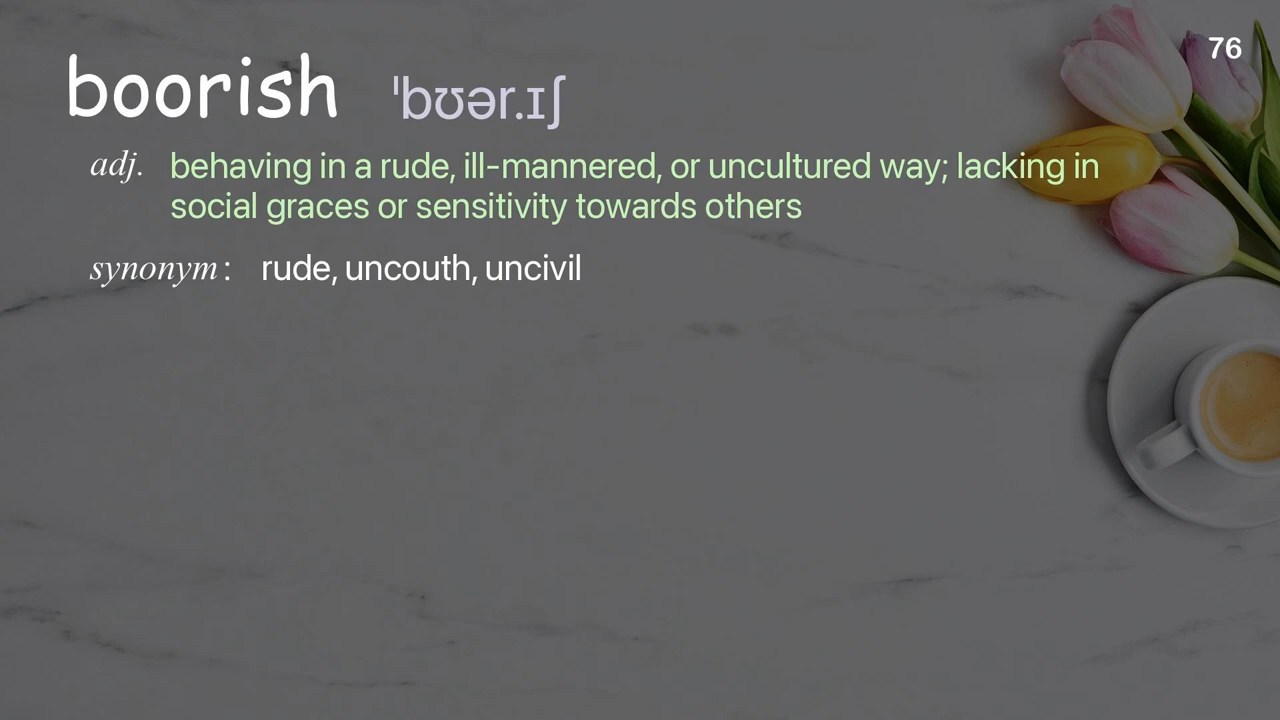 76
boorish ˈbʊər.ɪʃ
adj. behaving in a rude, ill-mannered, or uncultured way; lacking in
social graces or sensitivity towards others
synonym: rude, uncouth, uncivil